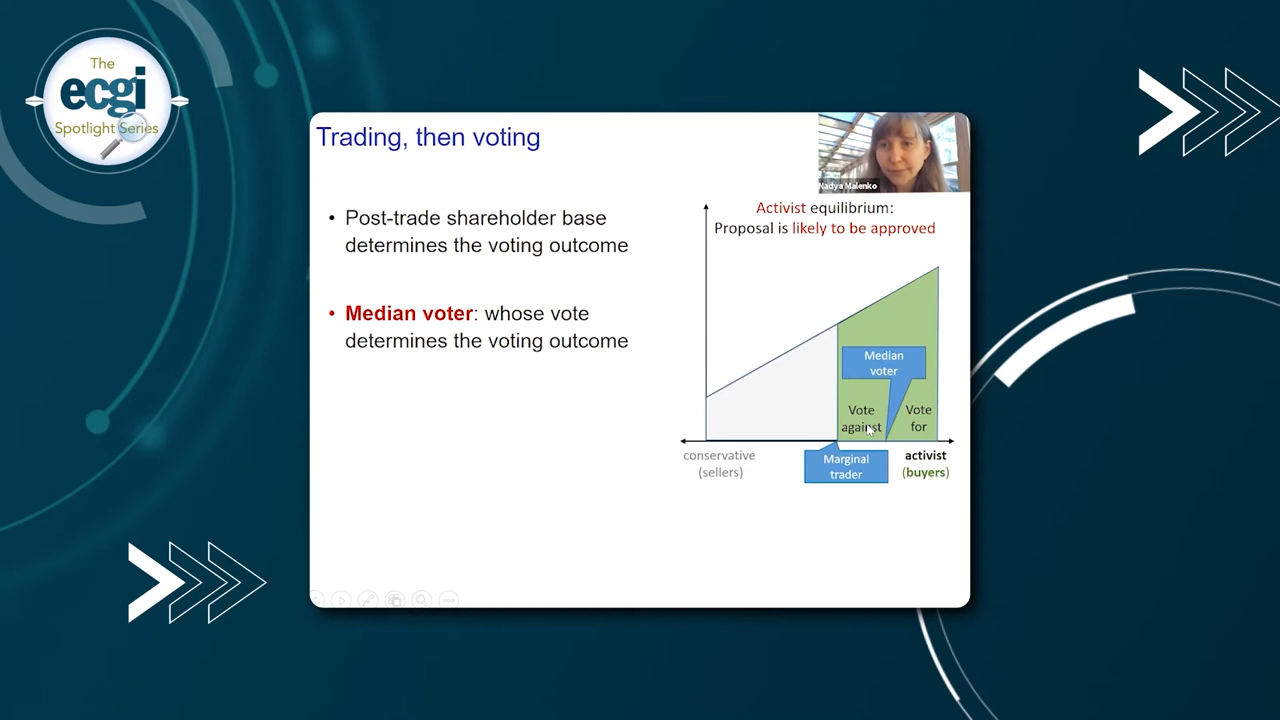 The
ecgi
Spotlight Series
Trading, then voting
Nadya Malenko
• Post-trade shareholder base
determines the voting outcome
• Median voter: whose vote
determines the voting outcome
Activist equilibrium:
Proposal is likely to be approved
Median
voter
Vote
against
Vote
for
conservative
(sellers)
Marginal
trader
activist
(buyers)